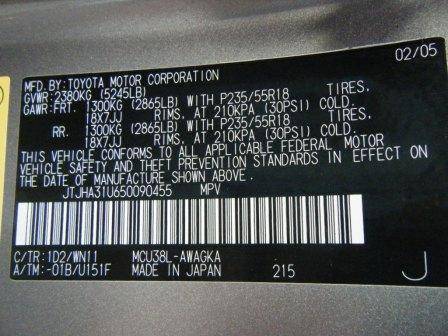 MFD.BY:TOYOTA MOTOR CORPORATION 02/05
GVWR:2380KG (5245LB)
GAWR:FRT. 1300KG (2865LB) WITH P235/55R18 TIRES,
18X7JJ RIMS, AT 210KPA (30PSI) COLD.
RR. 1300KG (2865LB) WITH P235/55R18 TIRES,
18X7JJ RIMS, AT 210KPA (30PSI) COLD.
THIS VEHICLE CONFORMS TO ALL APPLICABLE FEDERAL MOTOR
VEHICLE SAFETY AND THEFT PREVENTION STANDARDS IN EFFECT ON
THE DATE OF MANUFACTURE SHOWN ABOVE.
JTJHA31U650090455 MPV
C/TR:1D2/WN11 MCU38L-AWAGKA
A/TM:-01B/U151F MADE IN JAPAN 215 J